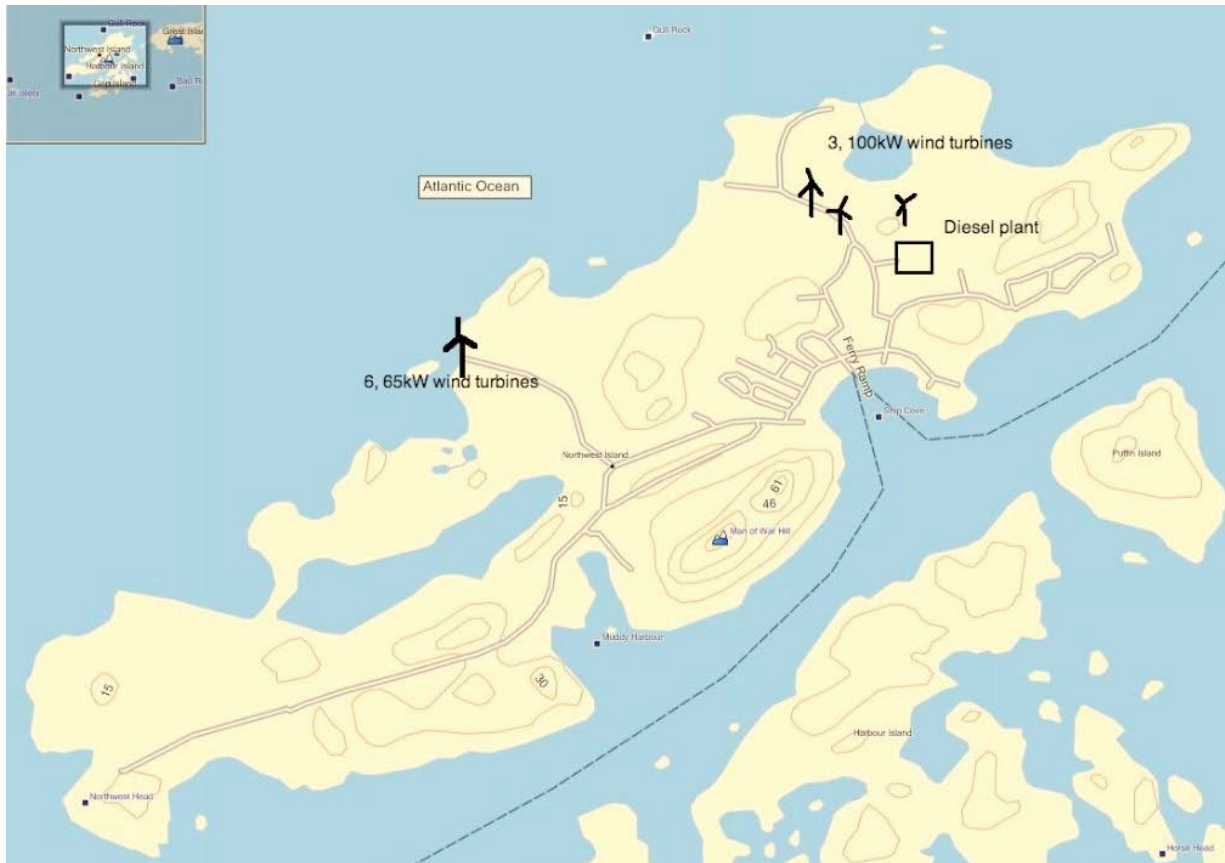 Gull Rock
Great Isla
Northwest Island
Harbour Island
Gull Rock
3, 100kW wind turbines
Atlantic Ocean
Diesel plant
6, 65kW wind turbines
Ferry Ramp
Ship Cove
Northwest Island
Puffin Island
15
61
46
Man of War Hill
Muddy Harbour
15
30
Harbour Island
Northwest Head
Horse Head